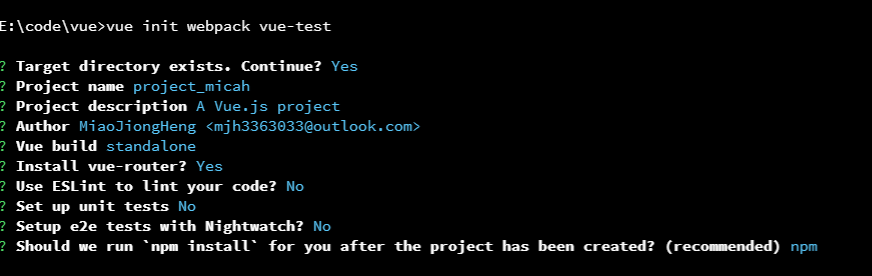 E:\code\vue>vue init webpack vue-test
? Target directory exists. Continue? Yes
? Project name project_micah
? Project description A Vue.js project
? Author MiaoJiongHeng <mjh3363033@outlook.com>
? Vue build standalone
? Install vue-router? Yes
? Use ESLint to lint your code? No
? Set up unit tests No
? Setup e2e tests with Nightwatch? No
? Should we run `npm install` for you after the project has been created? (recommended) npm